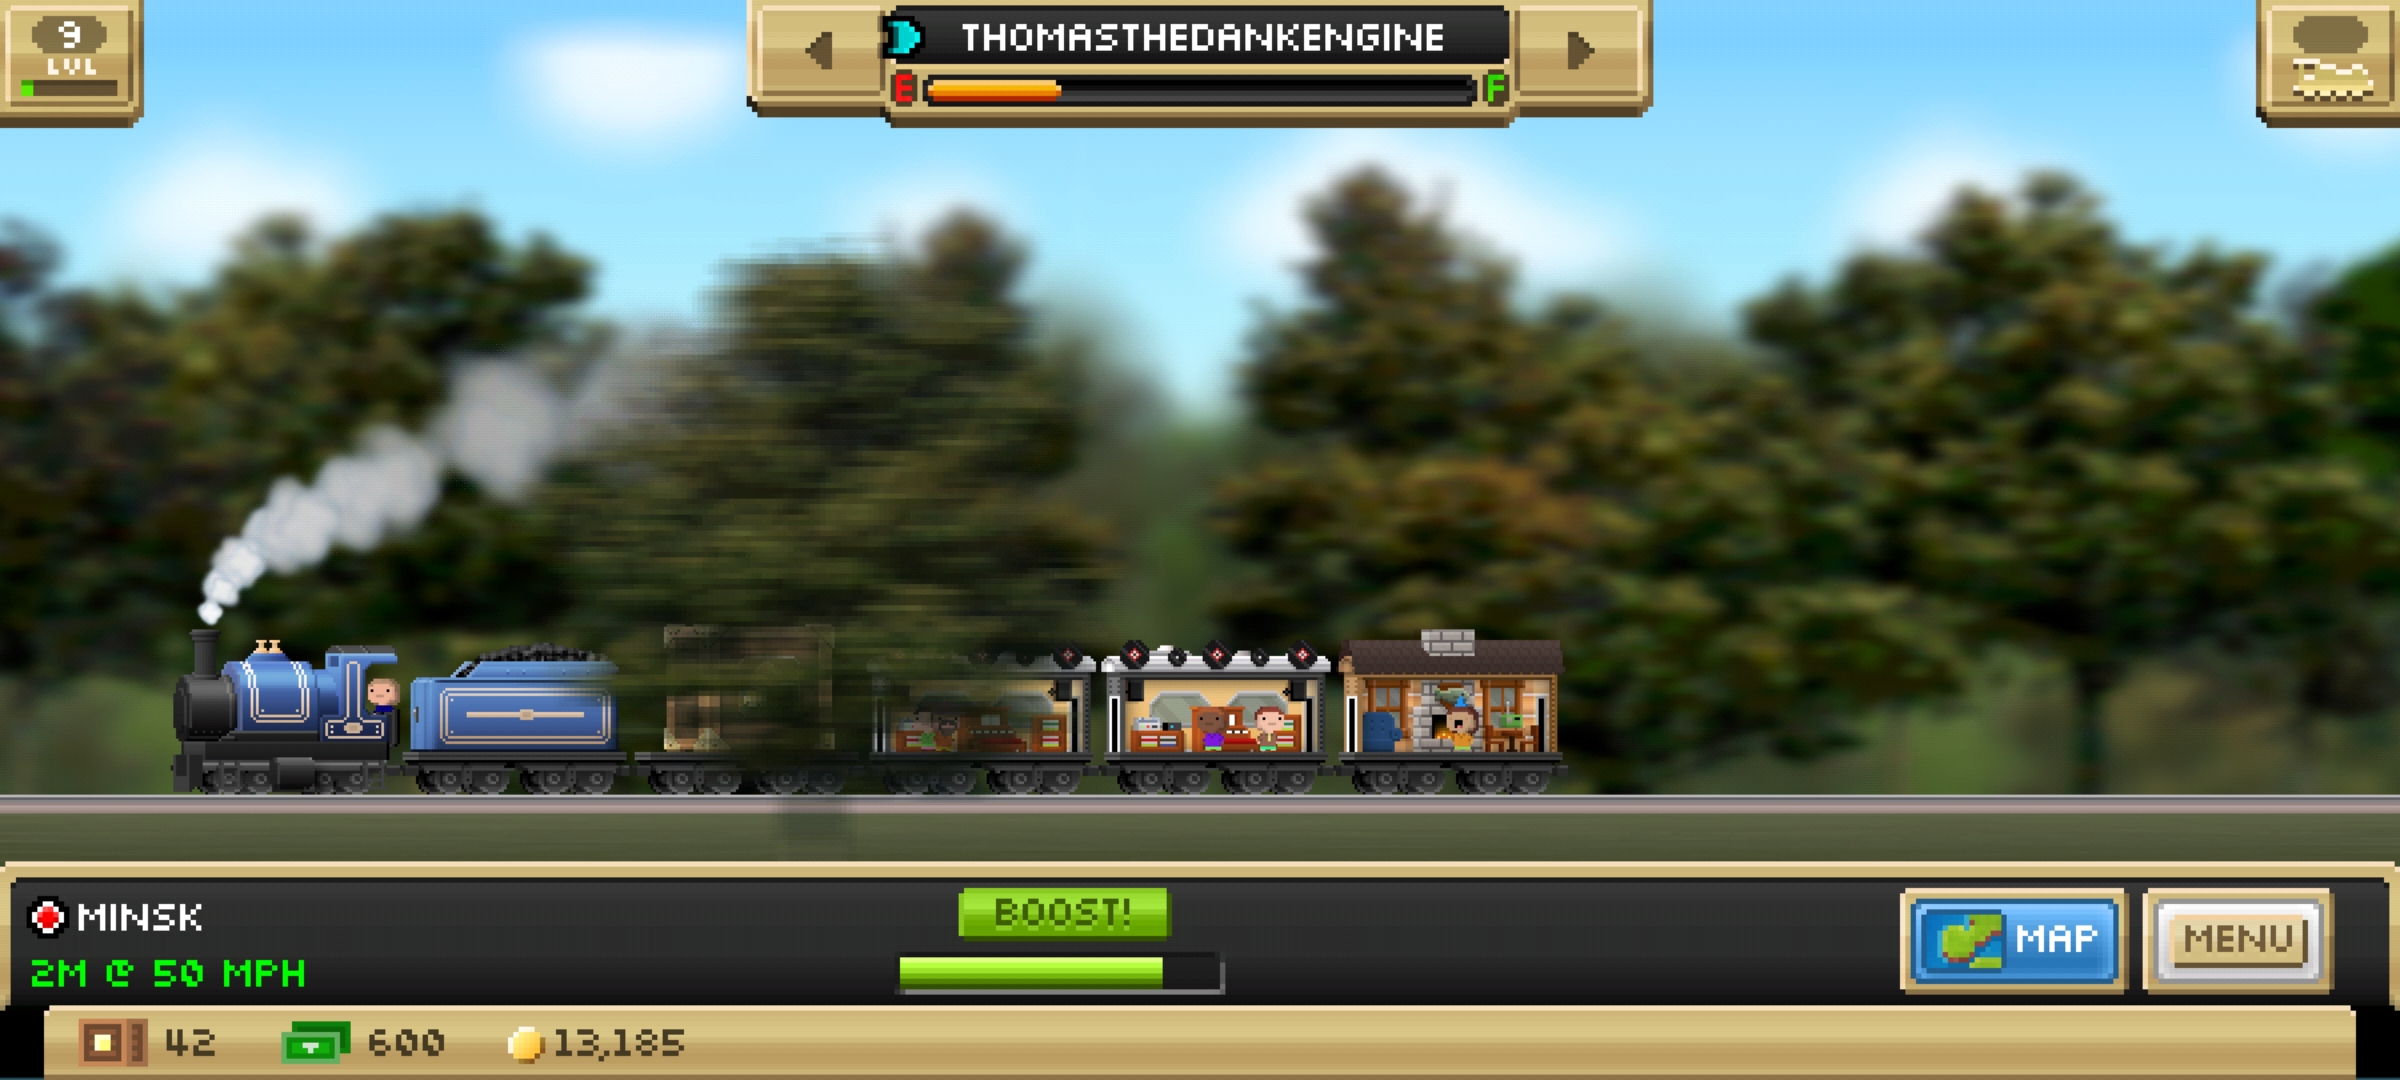 9
LVL
THOMASTHEDANKENGINE
E F
MINSK
2M @ 50 MPH
BOOST!
MAP
MENU
42 600 13,185